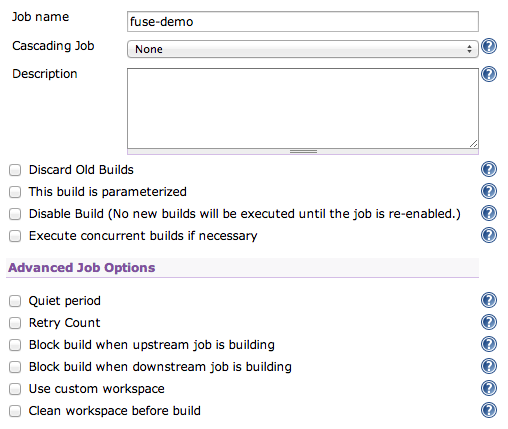 Job name fuse-demo
Cascading Job None ?
Description ?
Discard Old Builds ?
This build is parameterized ?
Disable Build (No new builds will be executed until the job is re-enabled.) ?
Execute concurrent builds if necessary ?
Advanced Job Options
Quiet period ?
Retry Count ?
Block build when upstream job is building ?
Block build when downstream job is building ?
Use custom workspace ?
Clean workspace before build ?